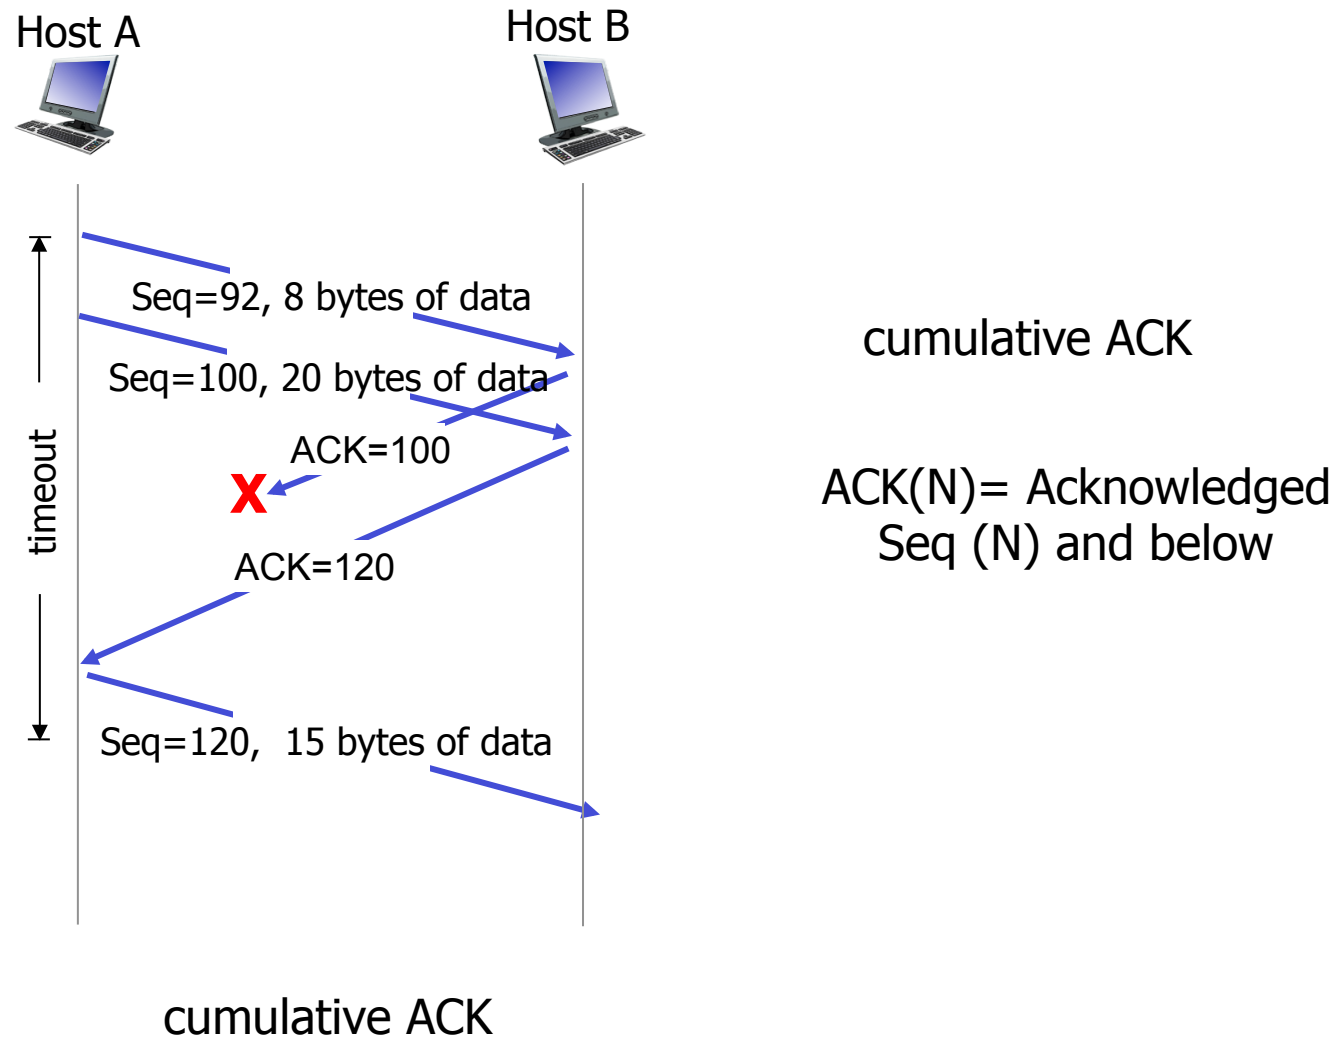 Host A
Host B
Seq=92, 8 bytes of data
Seq=100, 20 bytes of data
ACK=100
X
timeout
ACK=120
Seq=120,  15 bytes of data
cumulative ACK
ACK(N)= Acknowledged
Seq (N) and below
cumulative ACK